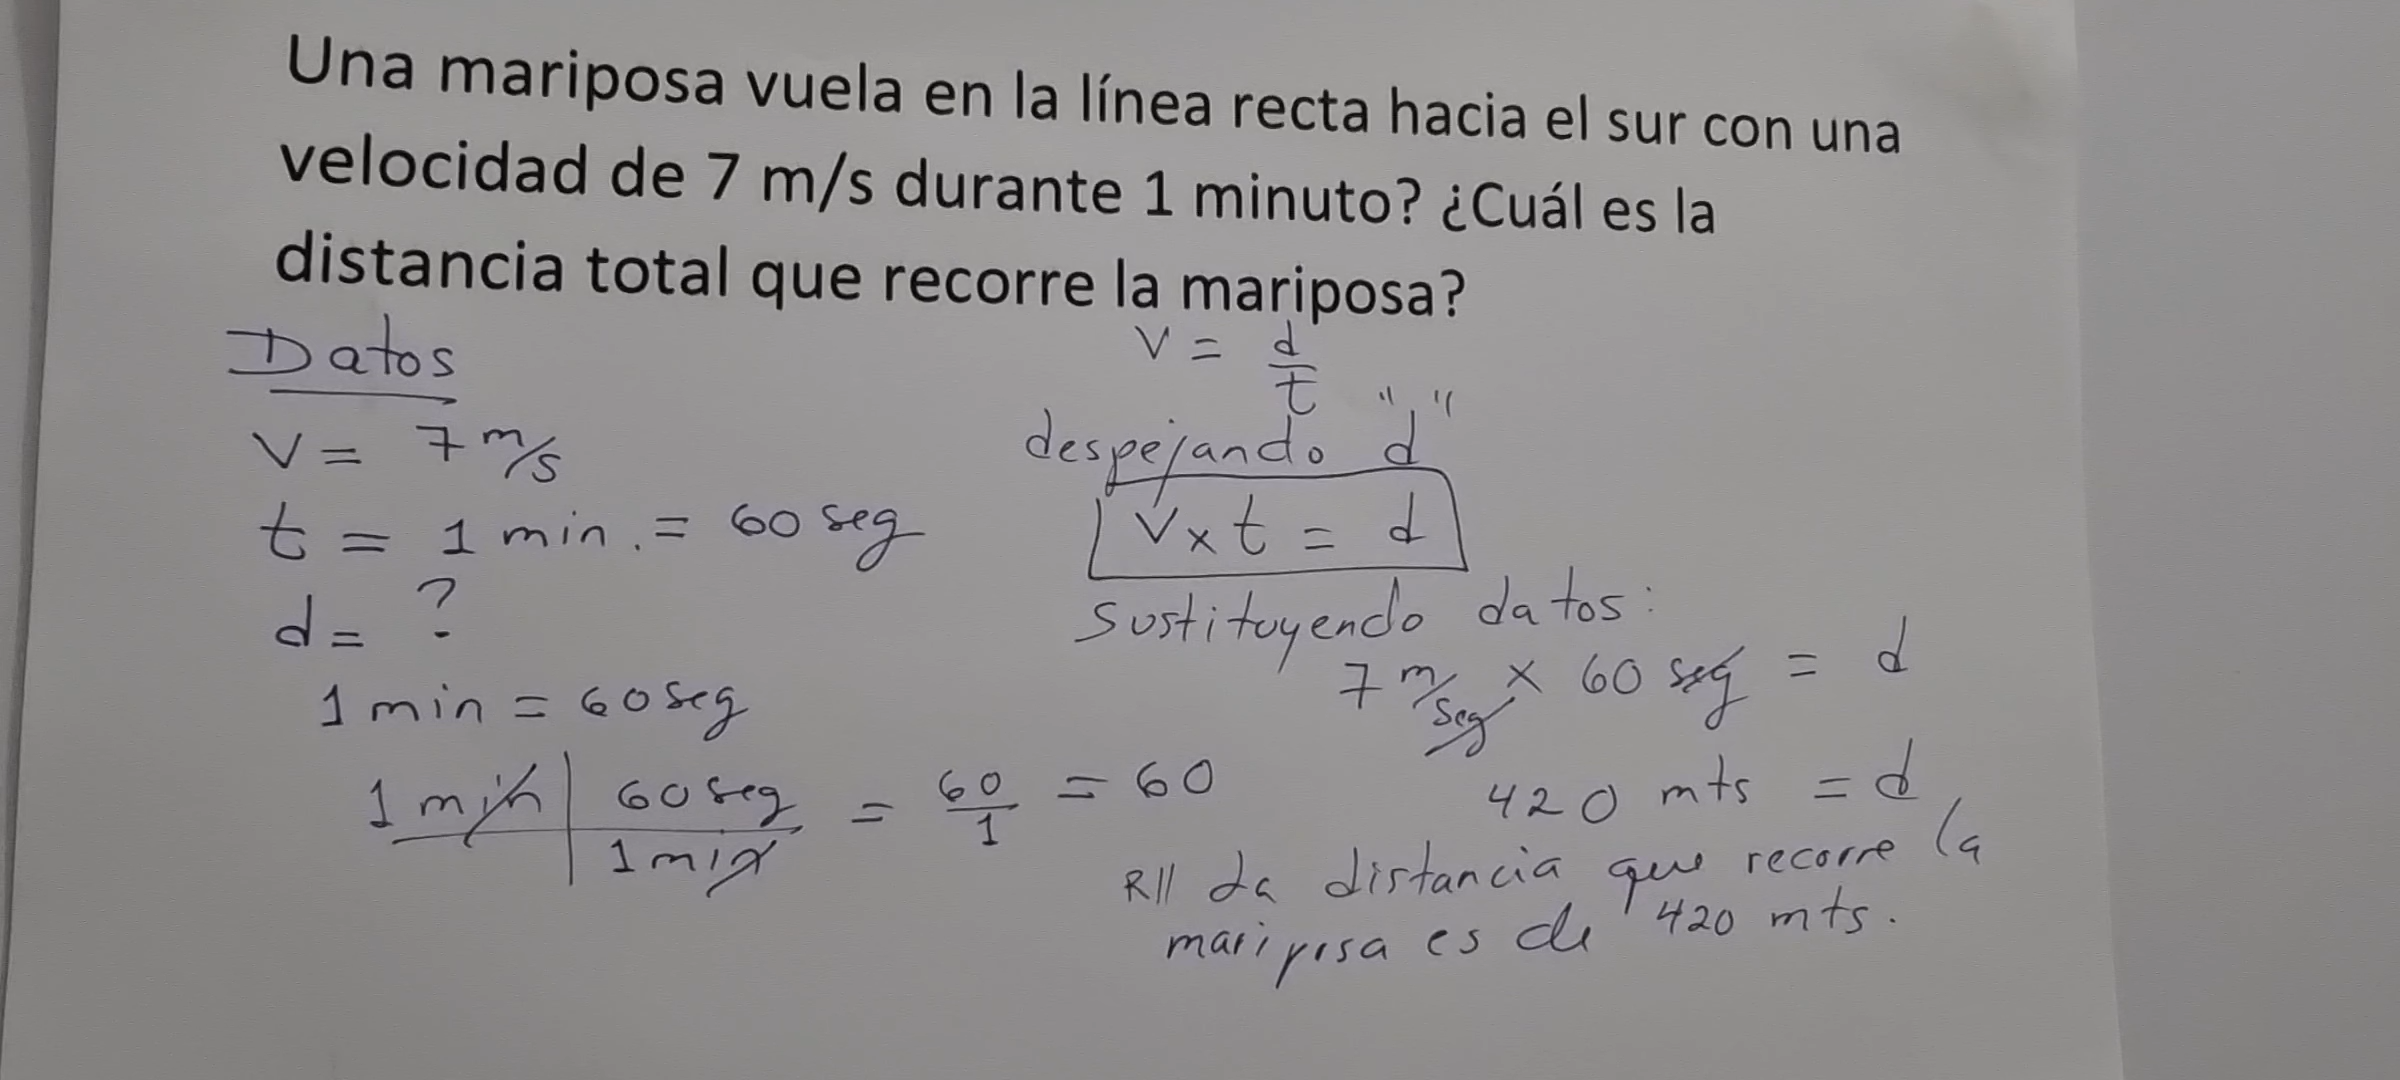 Una mariposa vuela en la línea recta hacia el sur con una
velocidad de 7 m/s durante 1 minuto? ¿Cuál es la
distancia total que recorre la mariposa?
Datos
V = 7 m/s
t = 1 min. = 60 seg
d = ?
1 min = 60 seg
1 min | 60 seg = 60 = 60
1 min 1
V = d
t
despejando "d"
V x t = d
Sustituyendo datos:
7 m/seg x 60 seg = d
420 mts = d
R// La distancia que recorre la
mariposa es de 420 mts.